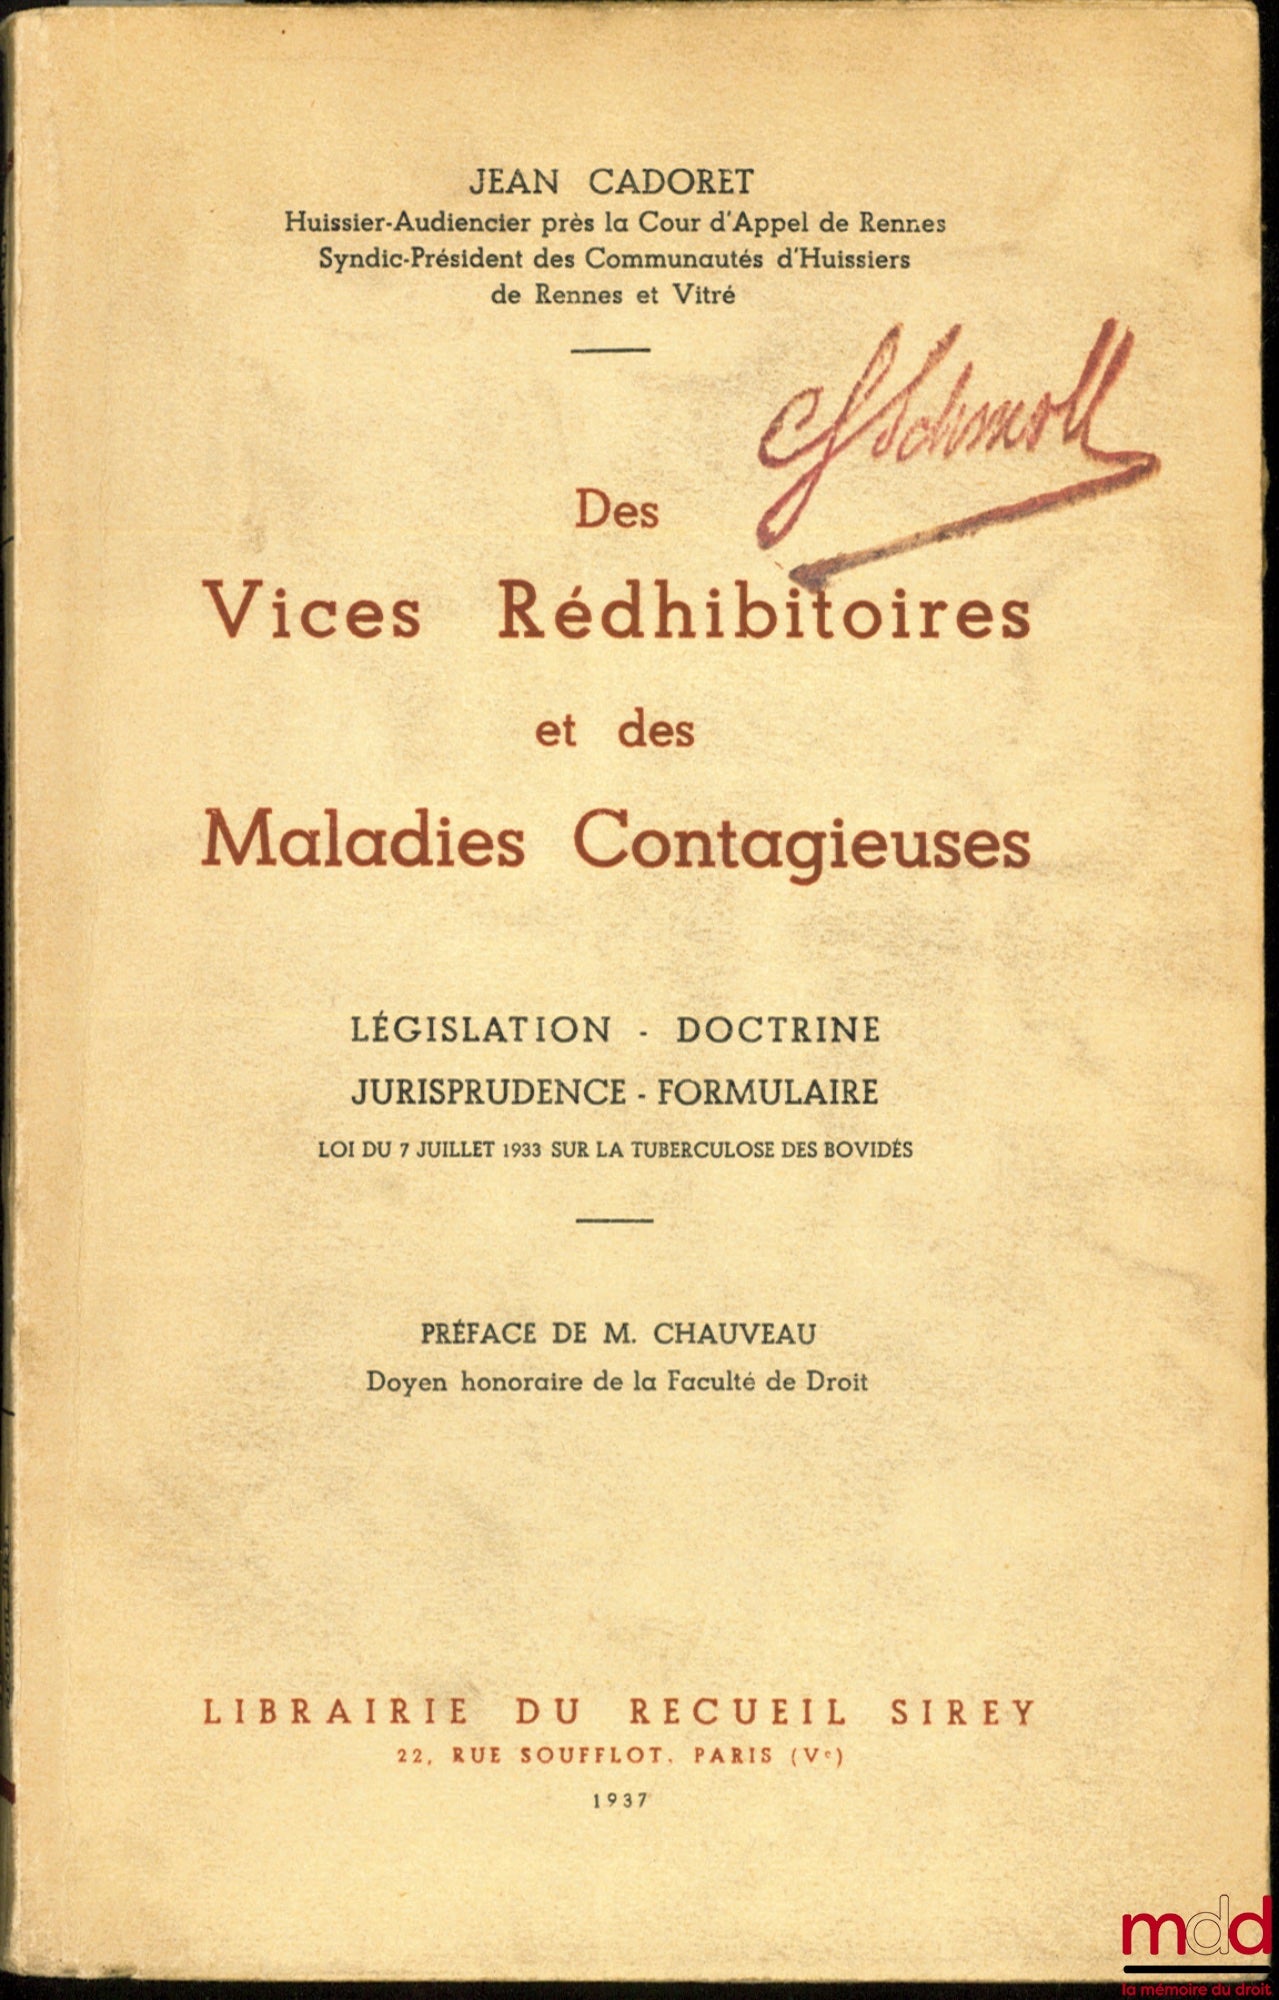 JEAN CADORET
Huissier-Audiencier près la Cour d'Appel de Rennes
Syndic-Président des Communautés d'Huissiers
de Rennes et Vitré
Schmoll
Des
Vices Rédhibitoires
et des
Maladies Contagieuses
LÉGISLATION - DOCTRINE
JURISPRUDENCE - FORMULAIRE
LOI DU 7 JUILLET 1933 SUR LA TUBERCULOSE DES BOVIDÉS
PRÉFACE DE M. CHAUVEAU
Doyen honoraire de la Faculté de Droit
LIBRAIRIE DU RECUEIL SIREY
22, RUE SOUFFLOT, PARIS (Vᵉ)
1937
mdd
la mémoire du droit